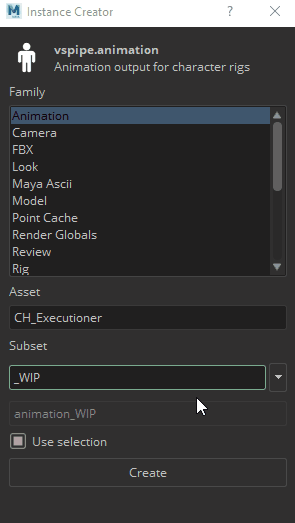 Instance Creator
?
vspipe.animation
Animation output for character rigs
Family
Animation
Camera
FBX
Look
Maya Ascii
Model
Point Cache
Render Globals
Review
Rig
Asset
CH_Executioner
Subset
_WIP
animation_WIP
Use selection
Create